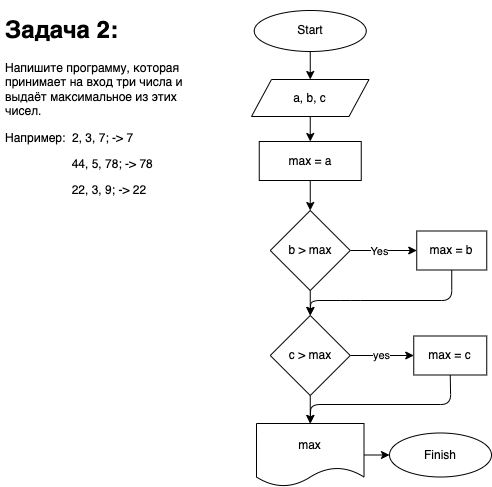 Задача 2:
Напишите программу, которая
принимает на вход три числа и
выдаёт максимальное из этих
чисел.
Например: 2, 3, 7; -> 7
44, 5, 78; -> 78
22, 3, 9; -> 22
Start
a, b, c
max = a
b > max
Yes
max = b
c > max
yes
max = c
max
Finish